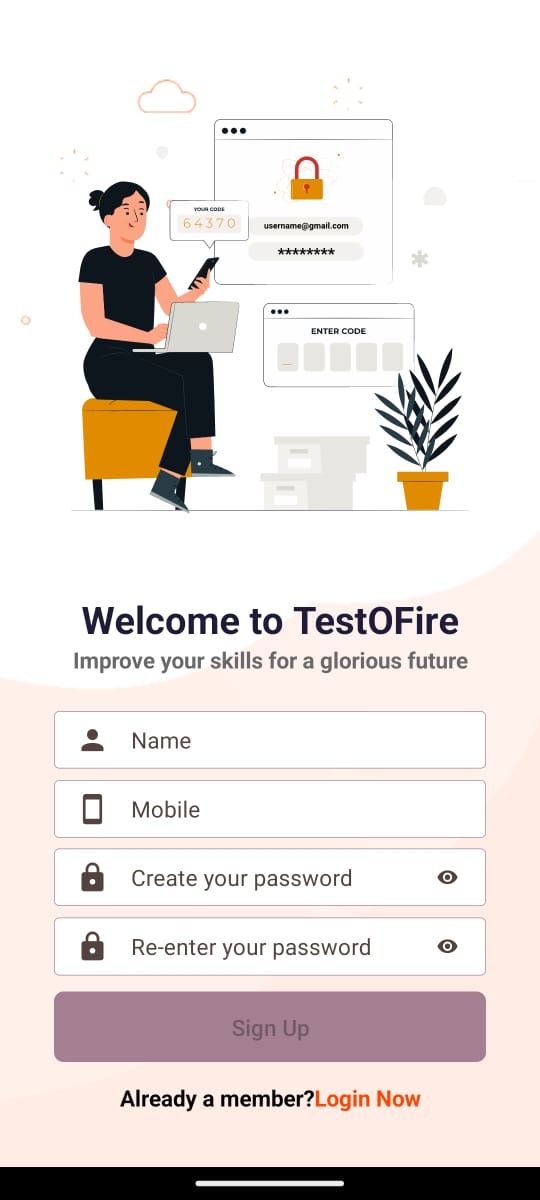 YOUR CODE
64370
username@gmail.com
********
ENTER CODE
Welcome to TestOFire
Improve your skills for a glorious future
Name
Mobile
Create your password
Re-enter your password
Sign Up
Already a member?Login Now